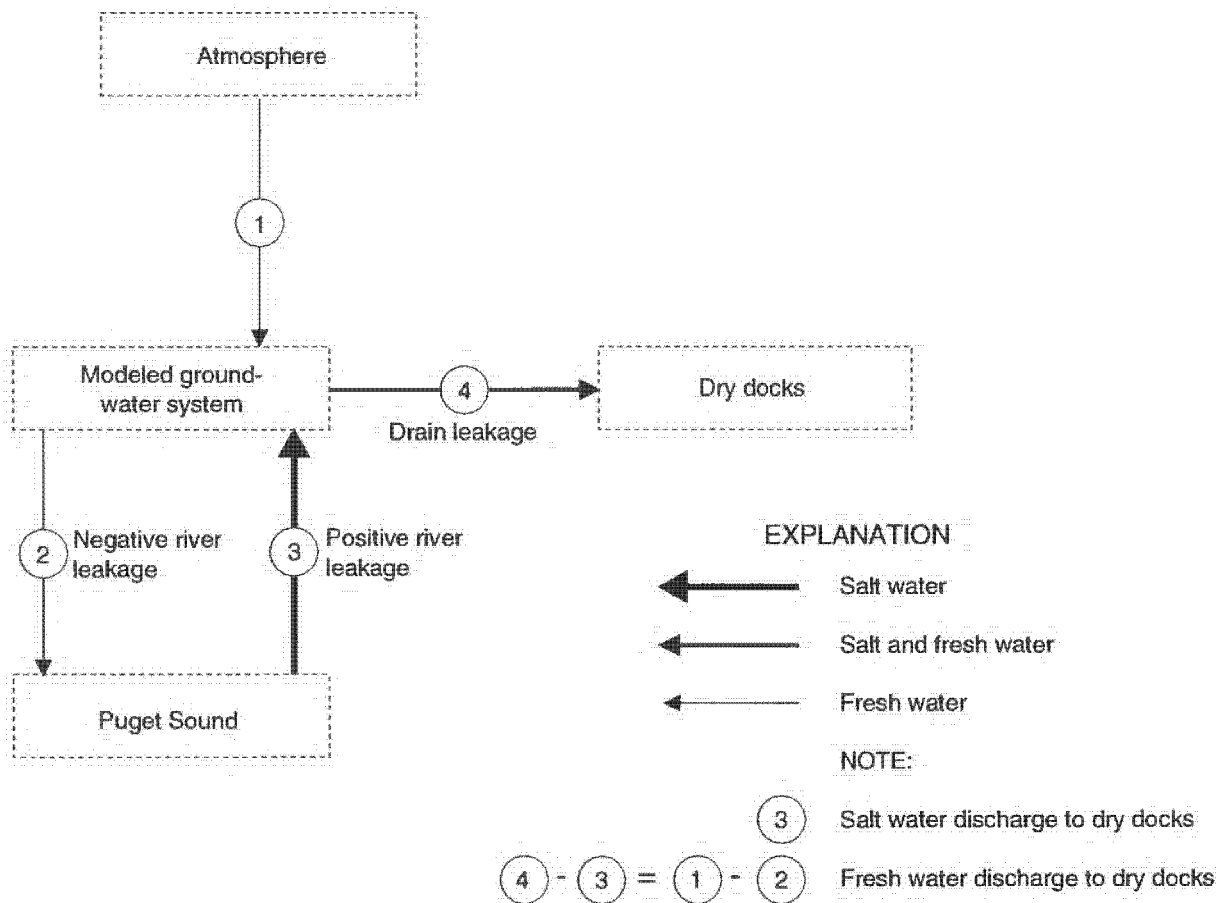 Atmosphere
1
Modeled ground-
water system
4
Drain leakage
Dry docks
2
Negative river
leakage
3
Positive river
leakage
Puget Sound
EXPLANATION
Salt water
Salt and fresh water
Fresh water
NOTE:
3 Salt water discharge to dry docks
4 - 3 = 1 - 2 Fresh water discharge to dry docks